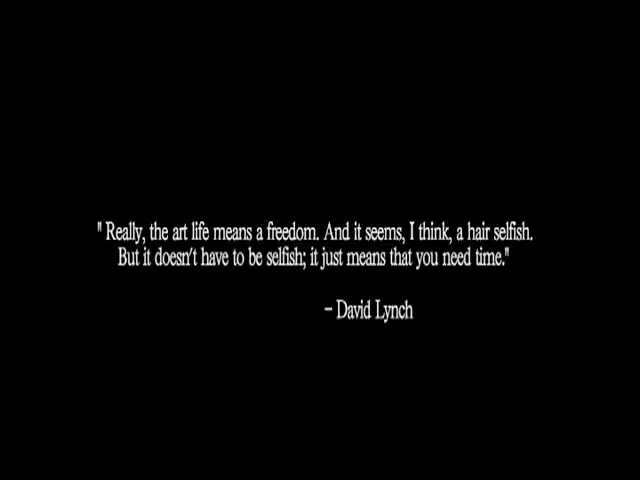 " Really, the art life means a freedom. And it seems, I think, a hair selfish.
But it doesn't have to be selfish; it just means that you need time."
- David Lynch